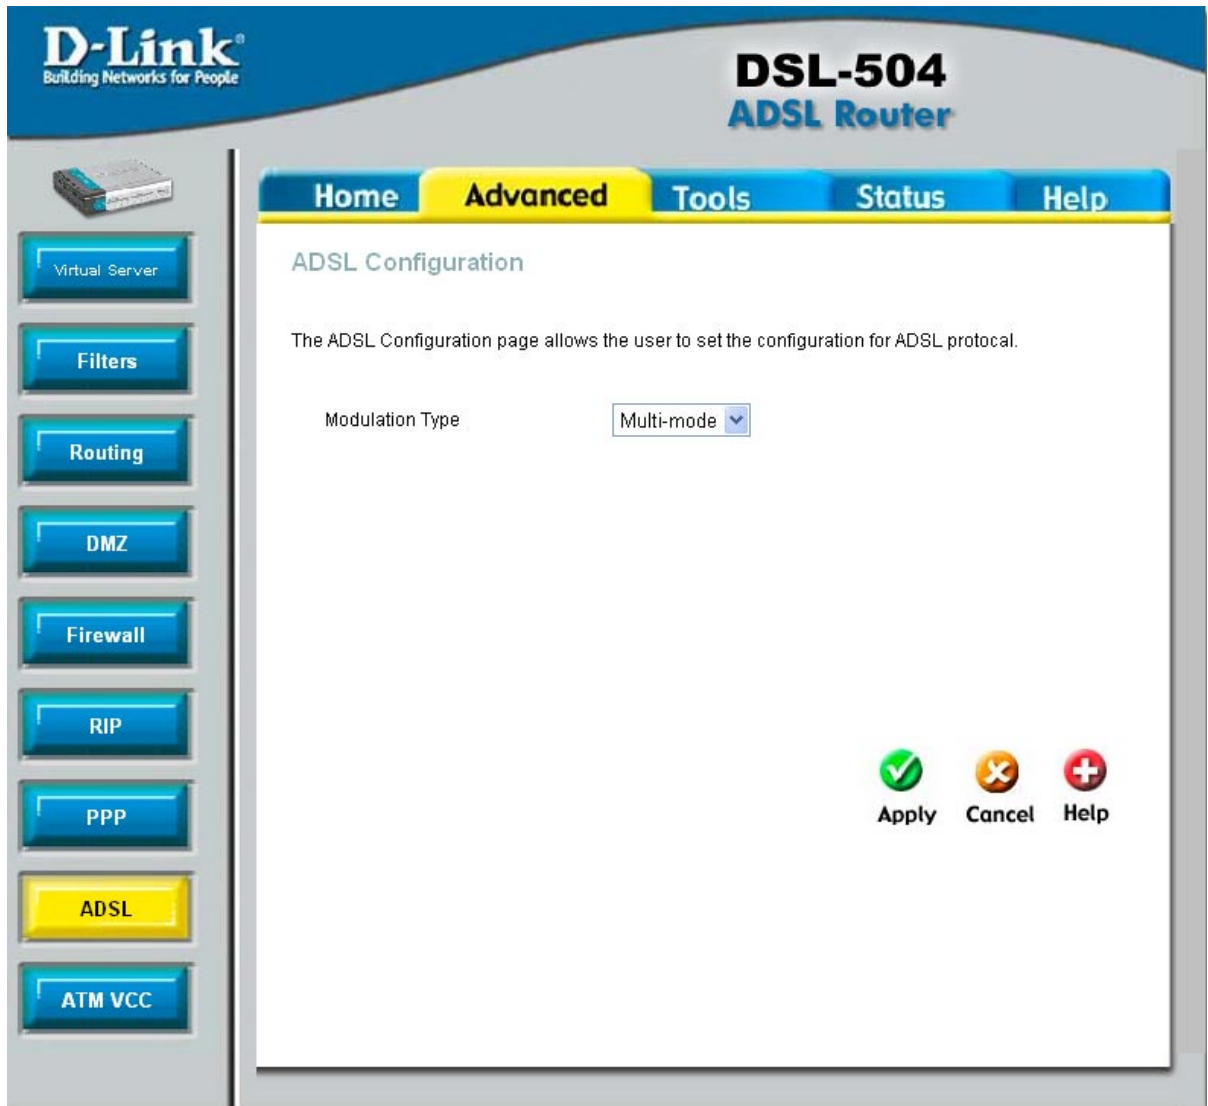 D-Link®
Building Networks for People
DSL-504
ADSL Router
Home Advanced Tools Status Help
Virtual Server
Filters
Routing
DMZ
Firewall
RIP
PPP
ADSL
ATM VCC
ADSL Configuration
The ADSL Configuration page allows the user to set the configuration for ADSL protocal.
Modulation Type Multi-mode
Apply Cancel Help